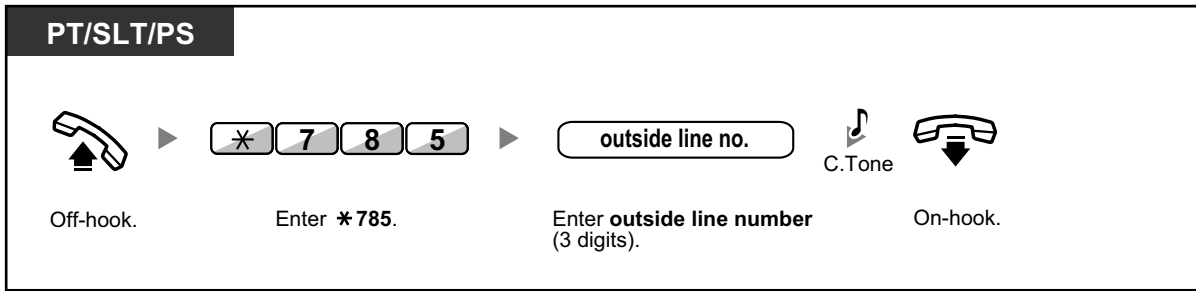 PT/SLT/PS
* 7 8 5
outside line no.
C.Tone
Off-hook.
Enter *785.
Enter outside line number
(3 digits).
On-hook.